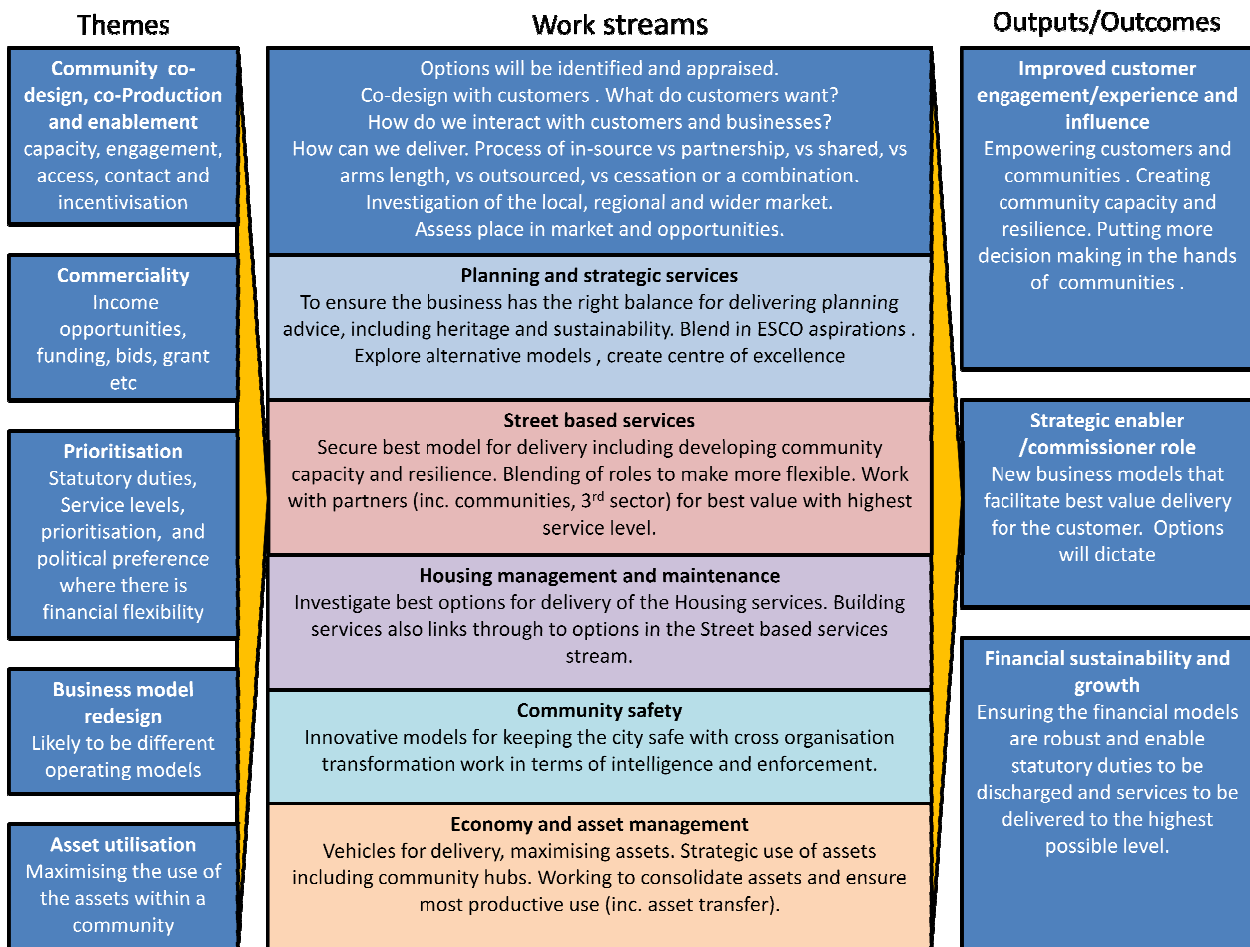 Themes
Work streams
Outputs/Outcomes
Community  co-
design, co-Production
and enablement
capacity, engagement,
access, contact and
incentivisation
Commerciality
Income
opportunities,
funding, bids, grant
etc
Prioritisation
Statutory duties,
Service levels,
prioritisation,  and
political preference
where there is
financial flexibility
Business model
redesign
Likely to be different
operating models
Asset utilisation
Maximising the use of
the assets within a
community
Options will be identified and appraised.
Co-design with customers . What do customers want?
How do we interact with customers and businesses?
How can we deliver. Process of in-source vs partnership, vs shared, vs
arms length, vs outsourced, vs cessation or a combination.
Investigation of the local, regional and wider market.
Assess place in market and opportunities.
Planning and strategic services
To ensure the business has the right balance for delivering planning
advice, including heritage and sustainability. Blend in ESCO aspirations .
Explore alternative models , create centre of excellence
Street based services
Secure best model for delivery including developing community
capacity and resilience. Blending of roles to make more flexible. Work
with partners (inc. communities, 3rd sector) for best value with highest
service level.
Housing management and maintenance
Investigate best options for delivery of the Housing services. Building
services also links through to options in the Street based services
stream.
Community safety
Innovative models for keeping the city safe with cross organisation
transformation work in terms of intelligence and enforcement.
Economy and asset management
Vehicles for delivery, maximising assets. Strategic use of assets
including community hubs. Working to consolidate assets and ensure
most productive use (inc. asset transfer).
Improved customer
engagement/experience and
influence
Empowering customers and
communities . Creating
community capacity and
resilience. Putting more
decision making in the hands
of  communities .
Strategic enabler
/commissioner role
New business models that
facilitate best value delivery
for the customer.  Options
will dictate
Financial sustainability and
growth
Ensuring the financial models
are robust and enable
statutory duties to be
discharged and services to be
delivered to the highest
possible level.